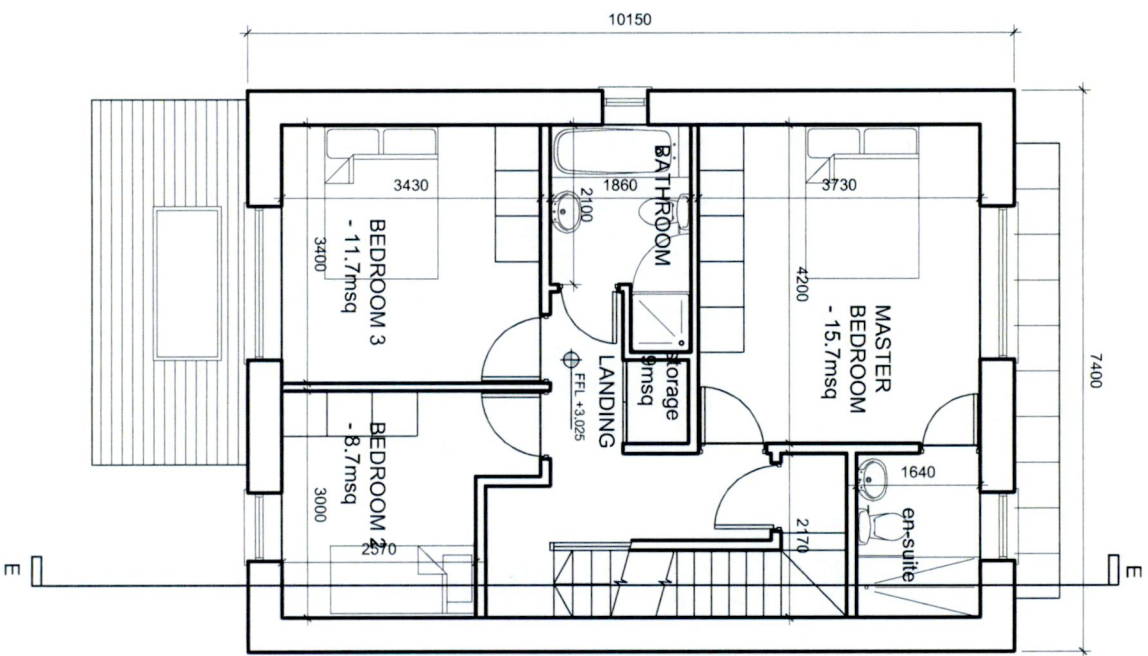 10150
7400
BEDROOM 3
- 11.7msq
3430
3400
BATHROOM
1860
2100
MASTER
BEDROOM
- 15.7msq
3730
4200
LANDING
FFL +3.025
storage
9msq
BEDROOM 2
- 8.7msq
3000
2570
2170
en-suite
1640
E
E